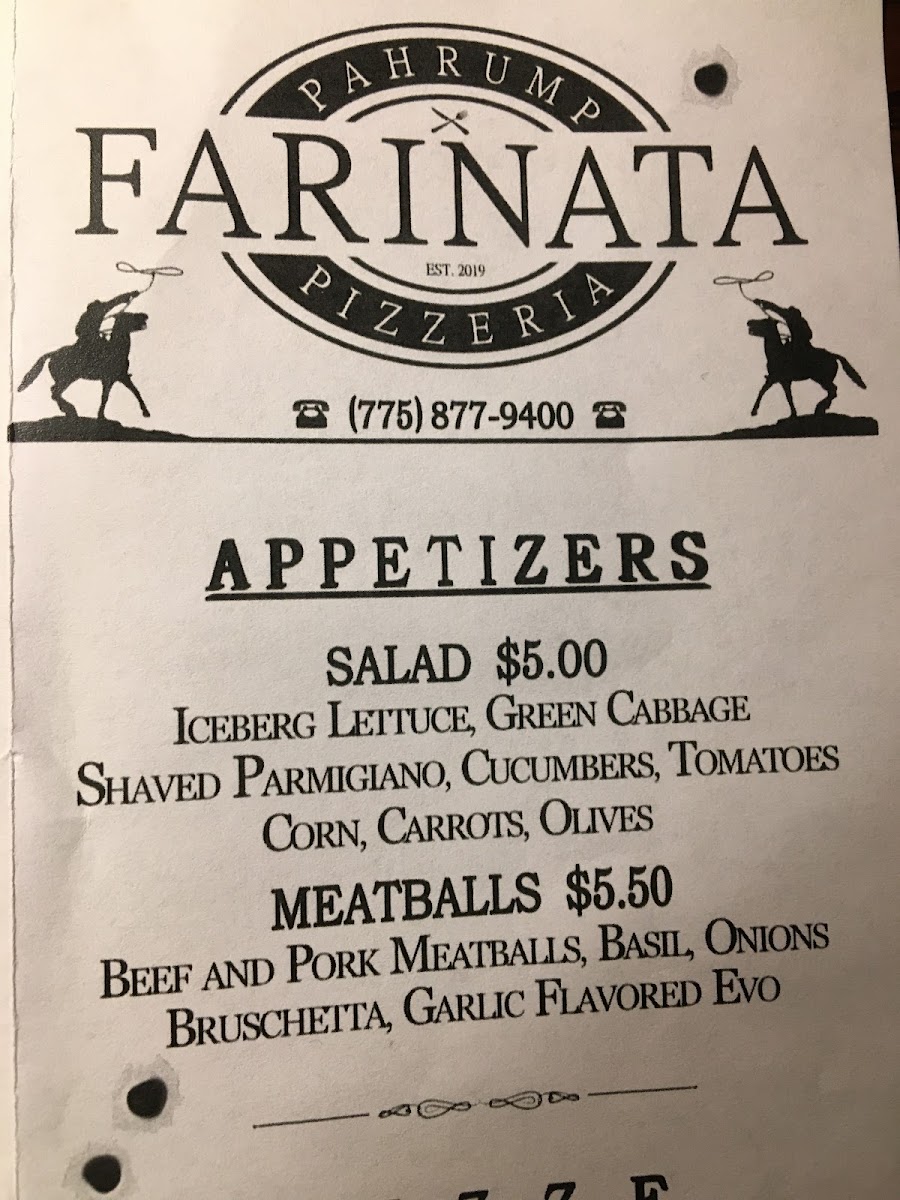 PAHRUMP
FARINATA
EST. 2019
PIZZERIA
☎ (775) 877-9400 ☎
APPETIZERS
SALAD $5.00
ICEBERG LETTUCE, GREEN CABBAGE
SHAVED PARMIGIANO, CUCUMBERS, TOMATOES
CORN, CARROTS, OLIVES
MEATBALLS $5.50
BEEF AND PORK MEATBALLS, BASIL, ONIONS
BRUSCHETTA, GARLIC FLAVORED EVO